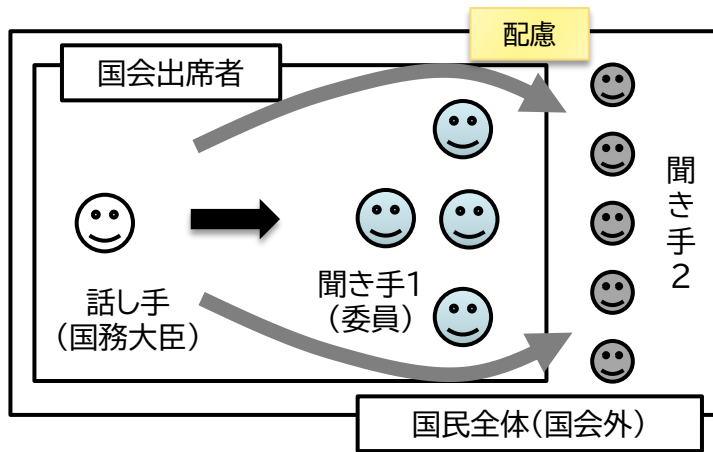 配慮
国会出席者
話し手
(国務大臣)
聞き手1
(委員)
聞き手2
国民全体(国会外)